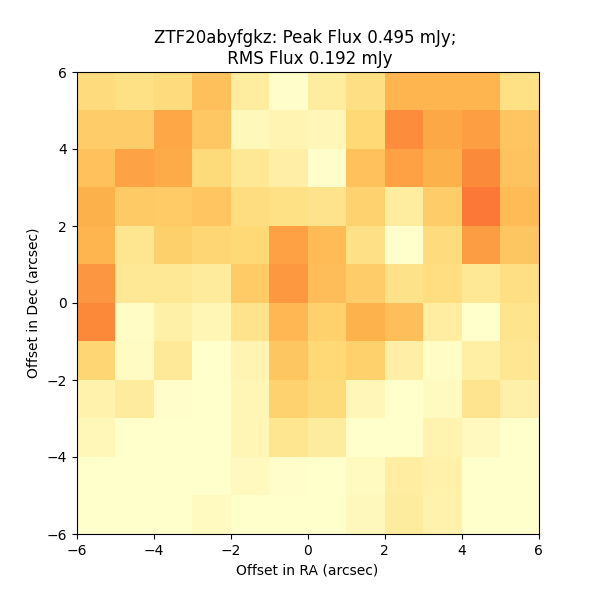 ZTF20abyfgkz: Peak Flux 0.495 mJy;
RMS Flux 0.192 mJy
6
4
2
0
−2
−4
−6
Offset in Dec (arcsec)
−6 −4 −2 0 2 4 6
Offset in RA (arcsec)